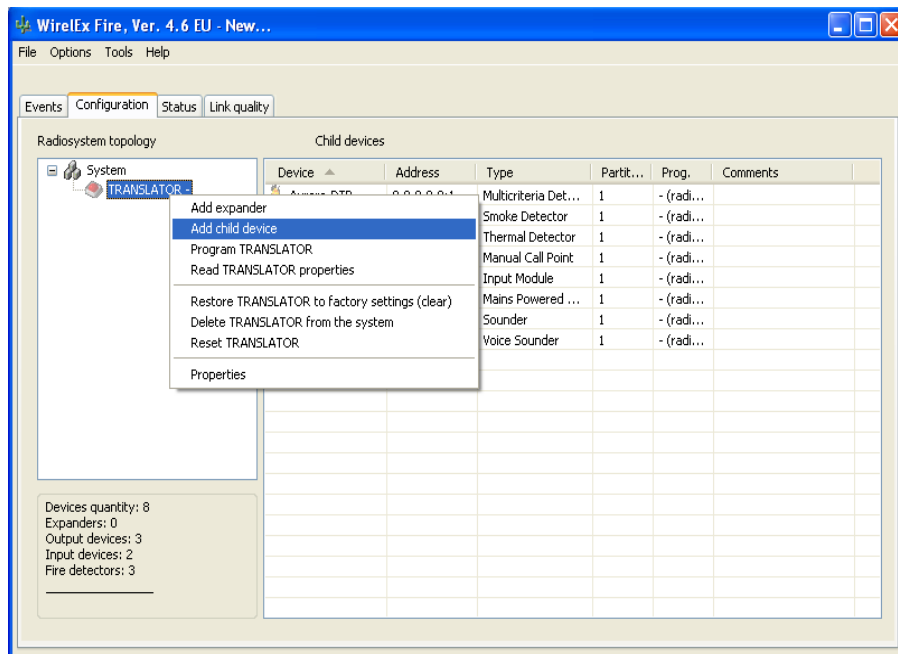 WirelEx Fire, Ver. 4.6 EU - New...
File Options Tools Help
Events Configuration Status Link quality
Radiosystem topology Child devices
System
TRANSLATOR -
Device Address Type Partit... Prog. Comments
Multicriteria Det... 1 - (radi...
Smoke Detector 1 - (radi...
Thermal Detector 1 - (radi...
Manual Call Point 1 - (radi...
Input Module 1 - (radi...
Mains Powered ... 1 - (radi...
Sounder 1 - (radi...
Voice Sounder 1 - (radi...
Add expander
Add child device
Program TRANSLATOR
Read TRANSLATOR properties
Restore TRANSLATOR to factory settings (clear)
Delete TRANSLATOR from the system
Reset TRANSLATOR
Properties
Devices quantity: 8
Expanders: 0
Output devices: 3
Input devices: 2
Fire detectors: 3